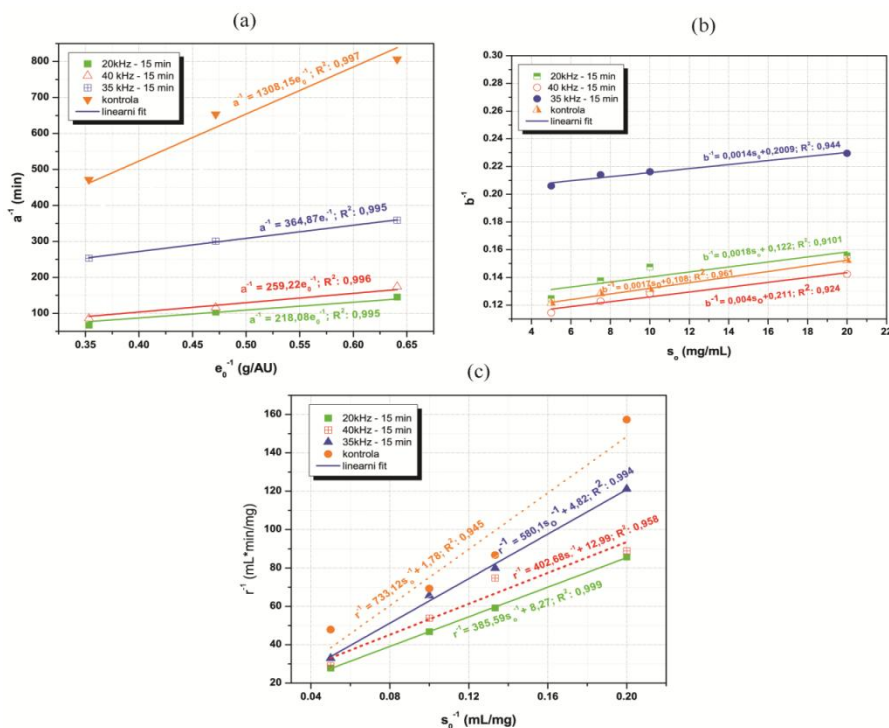 (a)
800
700
600
500
400
300
200
100
a⁻¹ (min)
20kHz - 15 min
40 kHz - 15 min
35 kHz - 15 min
kontrola
linearni fit
a⁻¹ = 1308,15e₀⁻¹; R²: 0,997
a⁻¹ = 364,87e,⁻¹; R²: 0,995
a⁻¹ = 259,22e₀⁻¹; R²: 0,996
a⁻¹ = 218,08e₀⁻¹; R²: 0,995
0.35 0.40 0.45 0.50 0.55 0.60 0.65
e₀⁻¹ (g/AU)
(b)
0.30
0.28
0.26
0.24
0.22
0.20
0.18
0.16
0.14
0.12
b⁻¹
20kHz - 15 min
40 kHz - 15 min
35 kHz - 15 min
kontrola
linearni fit
b⁻¹ = 0,0014s₀+0,2009; R²: 0,944
b⁻¹ = 0,0018s₀ + 0,122; R²: 0,9101
b⁻¹ = 0,0017s₀+0,108; R²: 0,961
b⁻¹ = 0,004s₀+0,211; R²: 0,924
4 6 8 10 12 14 16 18 20 22
s₀ (mg/mL)
(c)
160
140
120
100
80
60
40
20
r⁻¹ (mL*min/mg)
20kHz - 15 min
40kHz - 15 min
35kHz - 15 min
kontrola
linearni fit
r⁻¹ = 733,12s₀⁻¹ + 1,78; R²: 0,945
r⁻¹ = 580,1s₀⁻¹ + 4,82; R²: 0,994
r⁻¹ = 402,68s,⁻¹ + 12,99; R²: 0,958
r⁻¹ = 385,59s₀⁻¹ + 8,27; R²: 0,999
0.04 0.08 0.12 0.16 0.20
s₀⁻¹ (mL/mg)